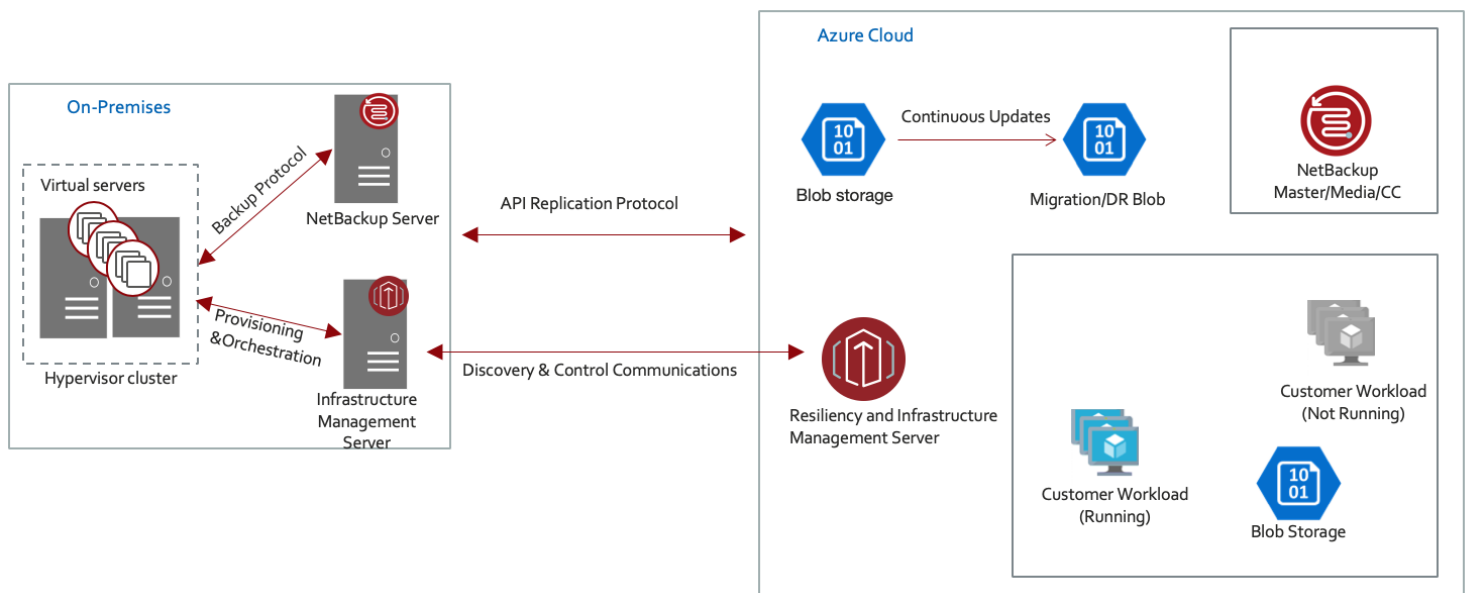 On-Premises
Virtual servers
Hypervisor cluster
Backup Protocol
NetBackup Server
Provisioning
&Orchestration
Infrastructure
Management
Server
API Replication Protocol
Discovery & Control Communications
Azure Cloud
10
01
Blob storage
Continuous Updates
10
01
Migration/DR Blob
NetBackup
Master/Media/CC
Resiliency and Infrastructure
Management Server
Customer Workload
(Not Running)
Customer Workload
(Running)
10
01
Blob Storage